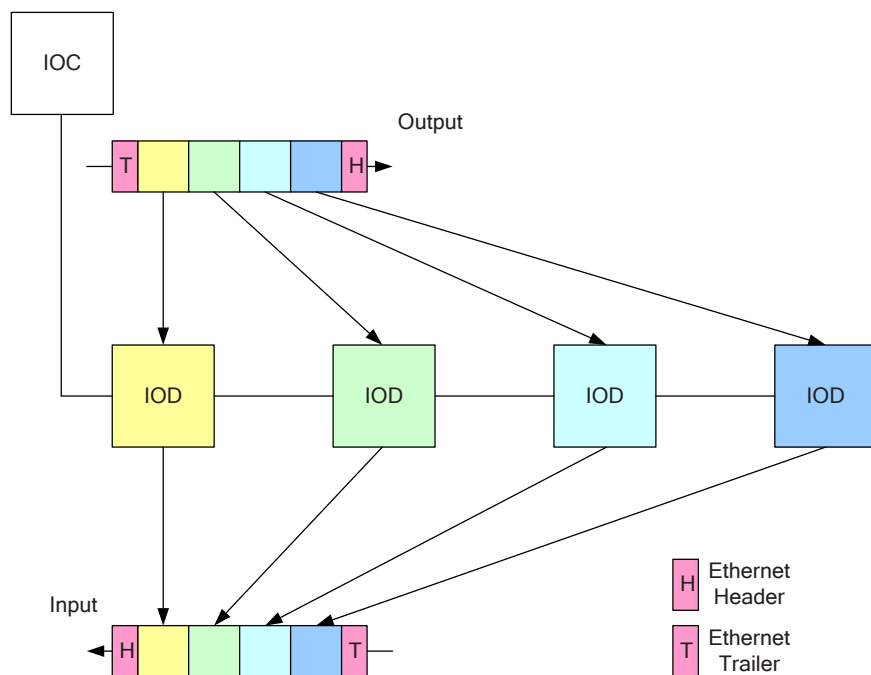 IOC
Output
T
H
IOD
IOD
IOD
IOD
Input
H
T
H
Ethernet
Header
T
Ethernet
Trailer